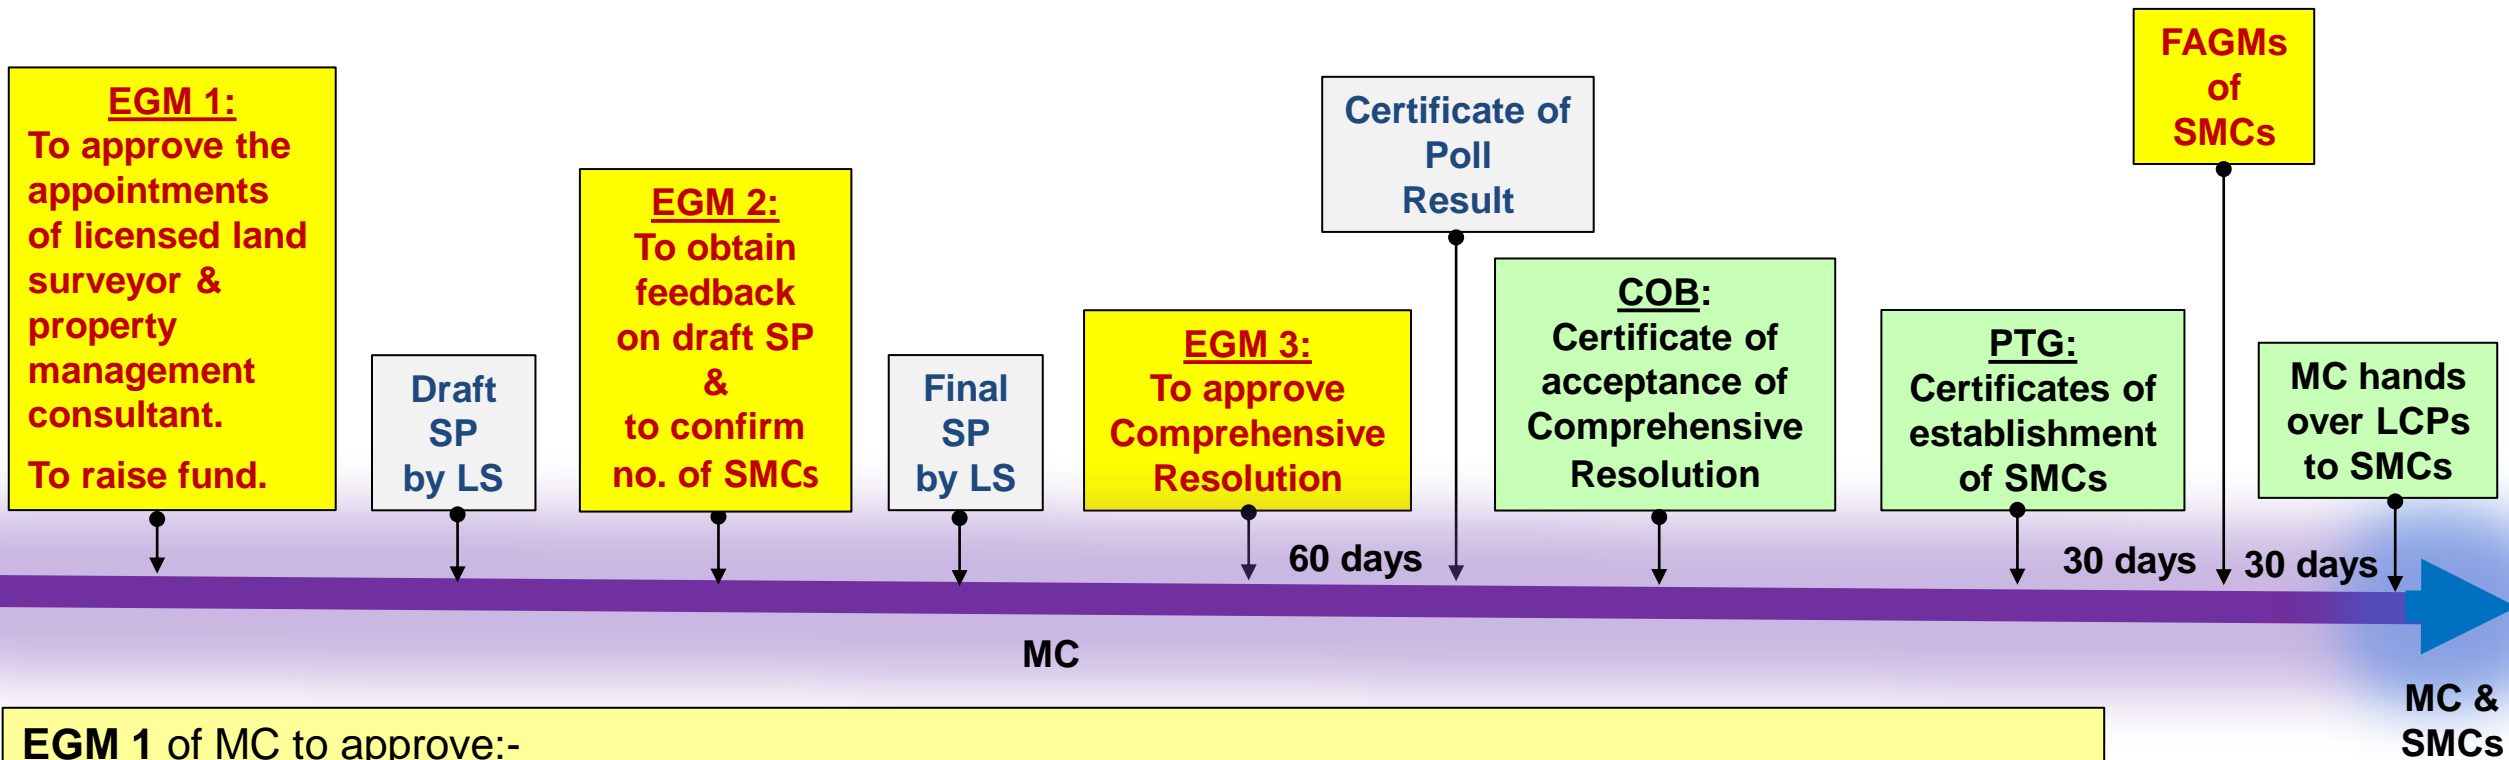 EGM 1:
To approve the
appointments
of licensed land
surveyor &
property
management
consultant.
To raise fund.
Draft
SP
by LS
EGM 2:
To obtain
feedback
on draft SP
&
to confirm
no. of SMCs
Final
SP
by LS
EGM 3:
To approve
Comprehensive
Resolution
Certificate of
Poll
Result
COB:
Certificate of
acceptance of
Comprehensive
Resolution
PTG:
Certificates of
establishment
of SMCs
FAGMs
of
SMCs
MC hands
over LCPs
to SMCs
60 days
30 days
30 days
MC
MC &
SMCs
EGM 1 of MC to approve:-